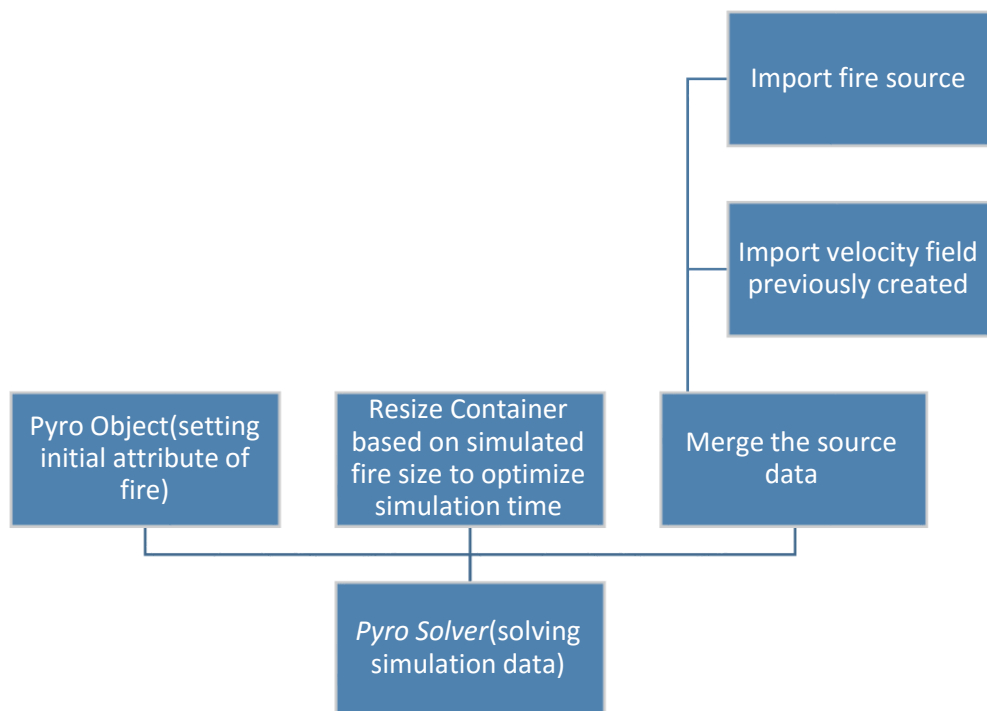 Import fire source
Import velocity field
previously created
Pyro Object(setting
initial attribute of
fire)
Resize Container
based on simulated
fire size to optimize
simulation time
Merge the source
data
Pyro Solver(solving
simulation data)